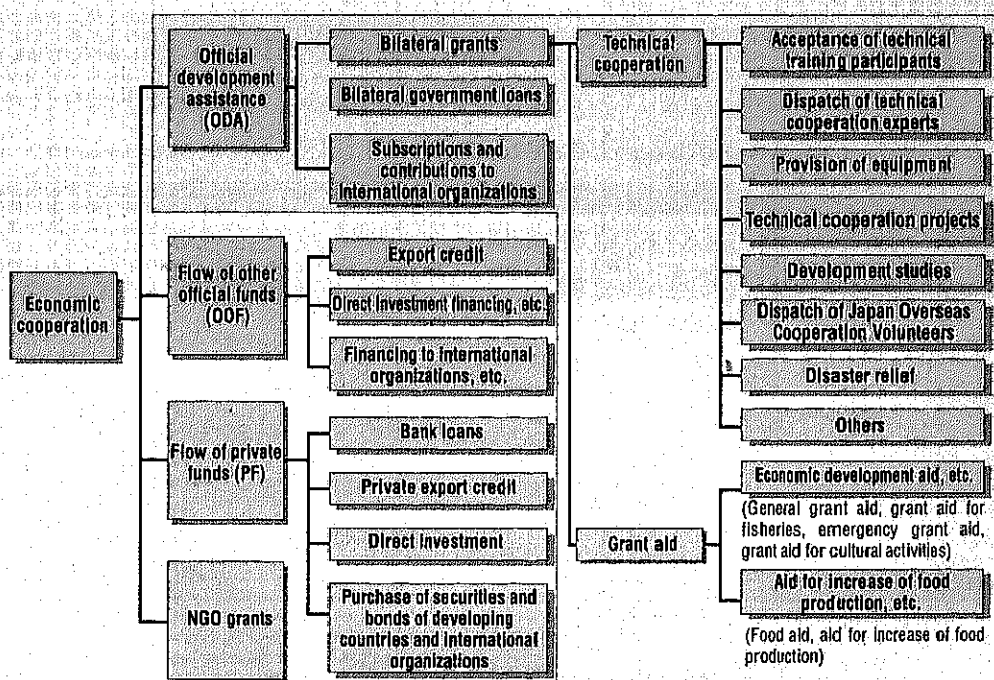 Economic
cooperation
Official
development
assistance
(ODA)
Bilateral grants
Bilateral government loans
Subscriptions and
contributions to
international organizations
Technical
cooperation
Acceptance of technical
training participants
Dispatch of technical
cooperation experts
Provision of equipment
Technical cooperation projects
Development studies
Dispatch of Japan Overseas
Cooperation Volunteers
Disaster relief
Others
Grant aid
Economic development aid, etc.
(General grant aid, grant aid for
fisheries, emergency grant aid,
grant aid for cultural activities)
Aid for increase of food
production, etc.
(Food aid, aid for increase of food
production)
Flow of other
official funds
(OOF)
Export credit
Direct investment financing, etc.
Financing to international
organizations, etc.
Flow of private
funds (PF)
Bank loans
Private export credit
Direct investment
Purchase of securities and
bonds of developing
countries and international
organizations
NGO grants